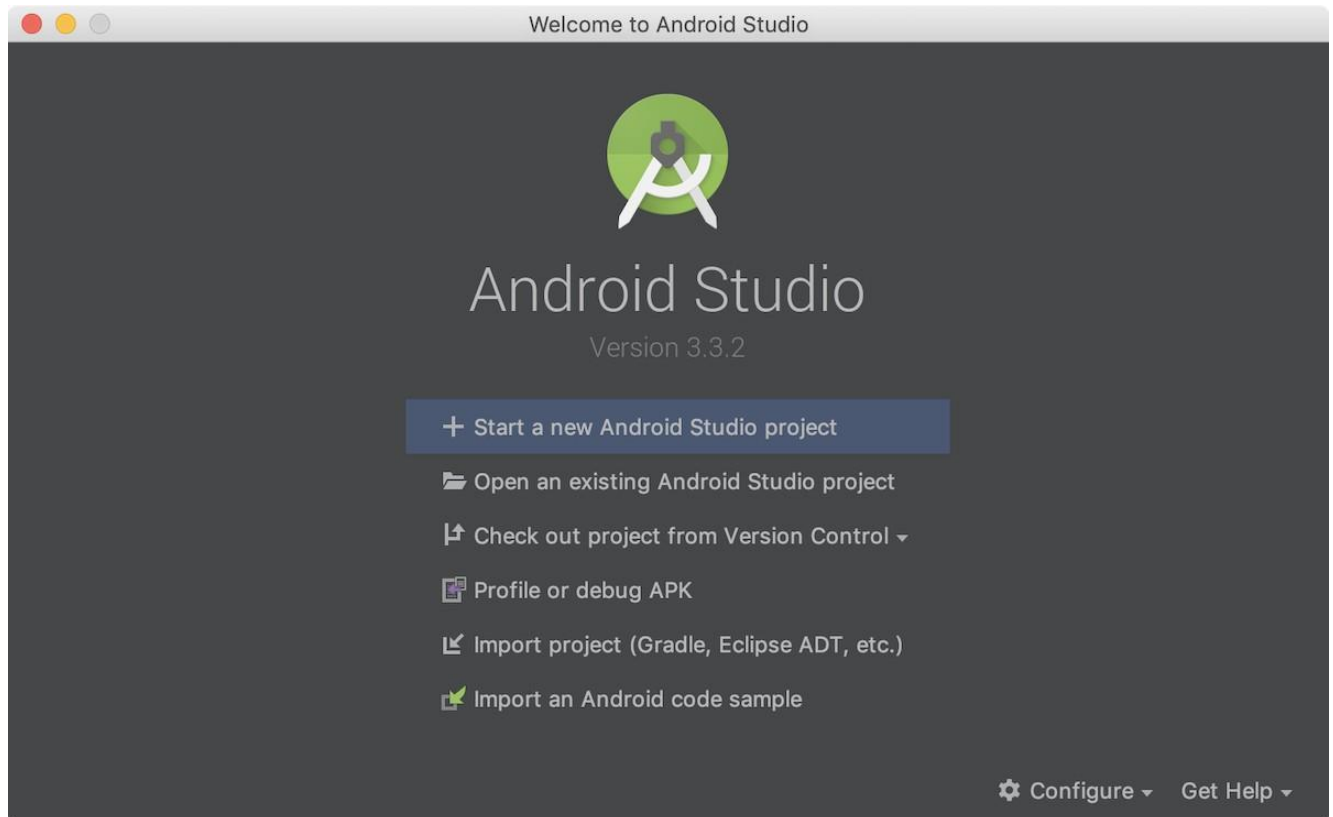 Welcome to Android Studio
Android Studio
Version 3.3.2
Start a new Android Studio project
Open an existing Android Studio project
Check out project from Version Control
Profile or debug APK
Import project (Gradle, Eclipse ADT, etc.)
Import an Android code sample
Configure Get Help